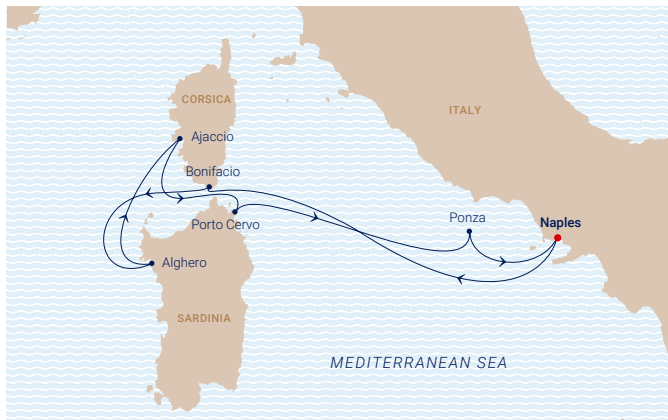 CORSICA
ITALY
Ajaccio
Bonifacio
Ponza
Naples
Porto Cervo
Alghero
SARDINIA
MEDITERRANEAN SEA